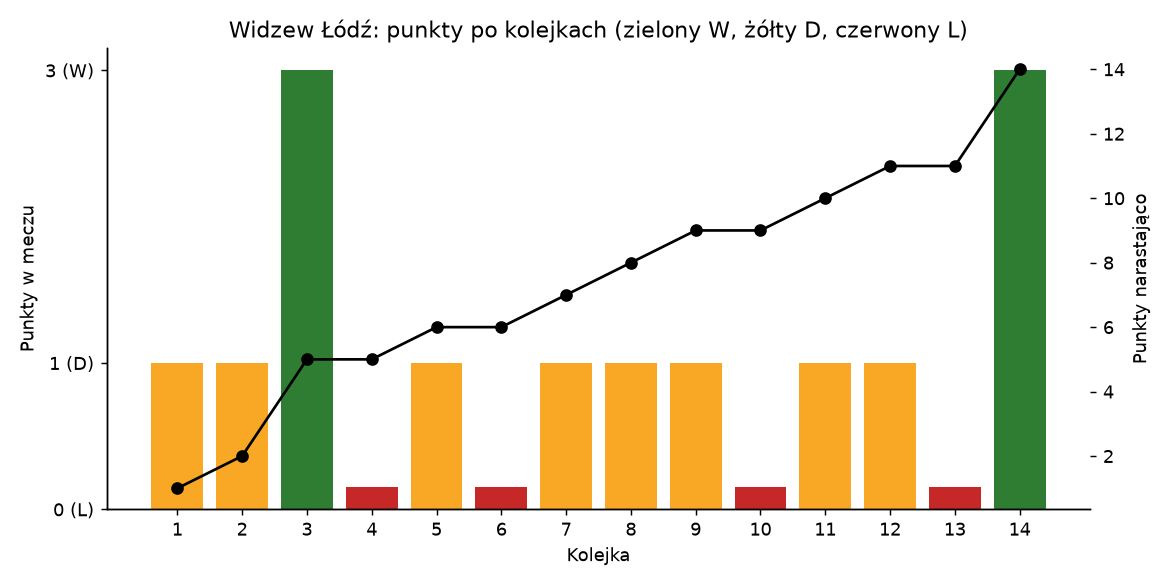 Widzew Łódź: punkty po kolejkach (zielony W, żółty D, czerwony L)
3 (W)
1 (D)
0 (L)
Punkty w meczu
14
12
10
8
6
4
2
Punkty narastająco
1 2 3 4 5 6 7 8 9 10 11 12 13 14
Kolejka